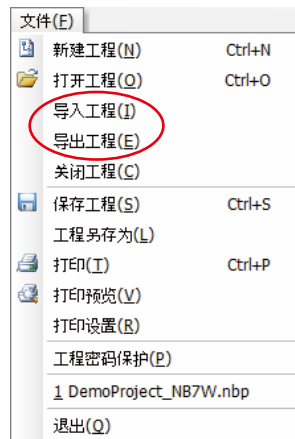 文件(F)
新建工程(N) Ctrl+N
打开工程(O) Ctrl+O
导入工程(I)
导出工程(E)
关闭工程(C)
保存工程(S) Ctrl+S
工程另存为(L)
打印(T) Ctrl+P
打印预览(V)
打印设置(R)
工程密码保护(P)
1 DemoProject_NB7W.nbp
退出(Q)